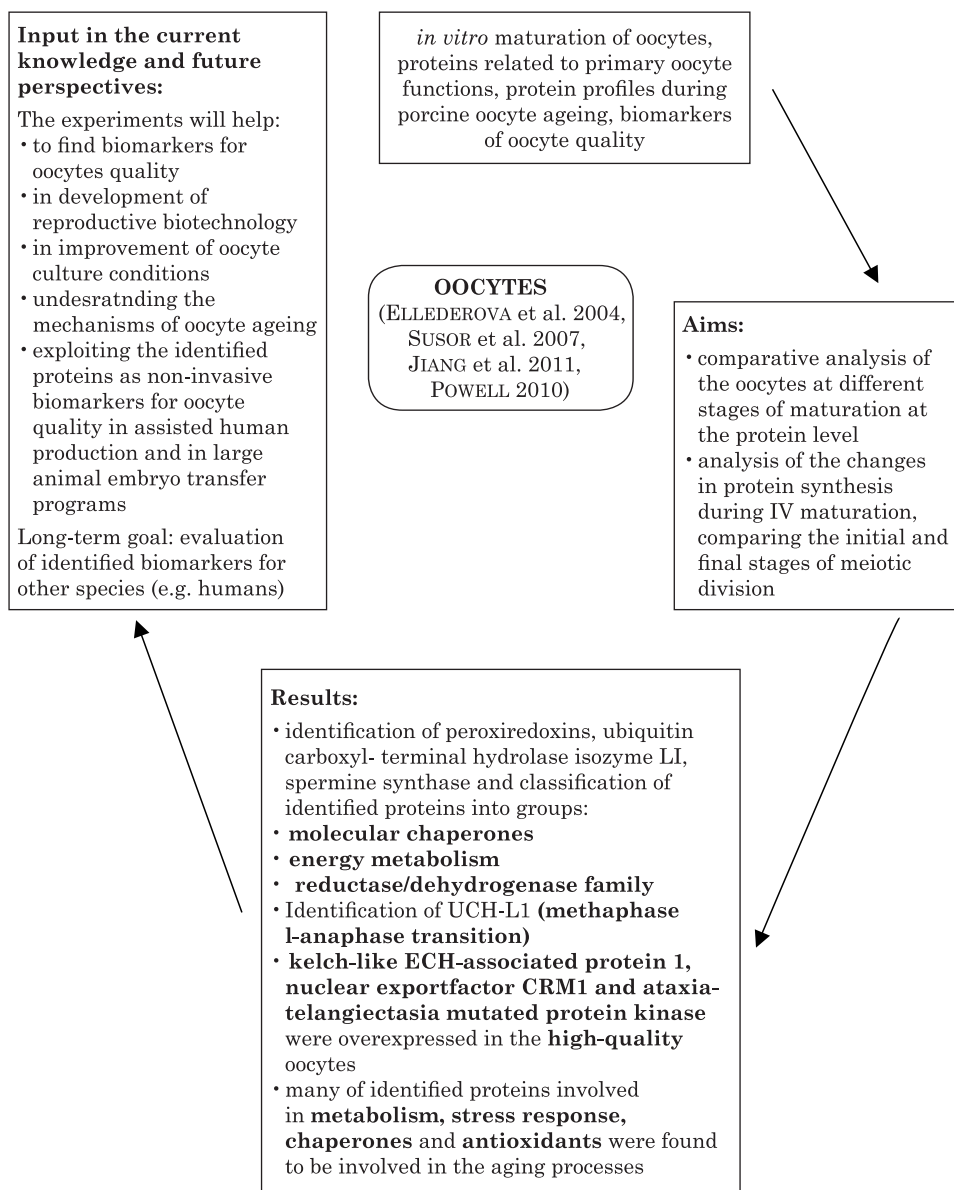 Input in the current
knowledge and future
perspectives:
The experiments will help:
• to find biomarkers for
oocytes quality
• in development of
reproductive biotechnology
• in improvement of oocyte
culture conditions
• undesratnding the
mechanisms of oocyte ageing
• exploiting the identified
proteins as non-invasive
biomarkers for oocyte
quality in assisted human
production and in large
animal embryo transfer
programs
Long-term goal: evaluation
of identified biomarkers for
other species (e.g. humans)
in vitro maturation of oocytes,
proteins related to primary oocyte
functions, protein profiles during
porcine oocyte ageing, biomarkers
of oocyte quality
OOCYTES
(ELLEDEROVA et al. 2004,
SUSOR et al. 2007,
JIANG et al. 2011,
POWELL 2010)
Aims:
• comparative analysis of
the oocytes at different
stages of maturation at
the protein level
• analysis of the changes
in protein synthesis
during IV maturation,
comparing the initial and
final stages of meiotic
division
Results:
• identification of peroxiredoxins, ubiquitin
carboxyl- terminal hydrolase isozyme LI,
spermine synthase and classification of
identified proteins into groups:
• molecular chaperones
• energy metabolism
• reductase/dehydrogenase family
• Identification of UCH-L1 (methaphase
l-anaphase transition)
• kelch-like ECH-associated protein 1,
nuclear exportfactor CRM1 and ataxia-
telangiectasia mutated protein kinase
were overexpressed in the high-quality
oocytes
• many of identified proteins involved
in metabolism, stress response,
chaperones and antioxidants were found
to be involved in the aging processes